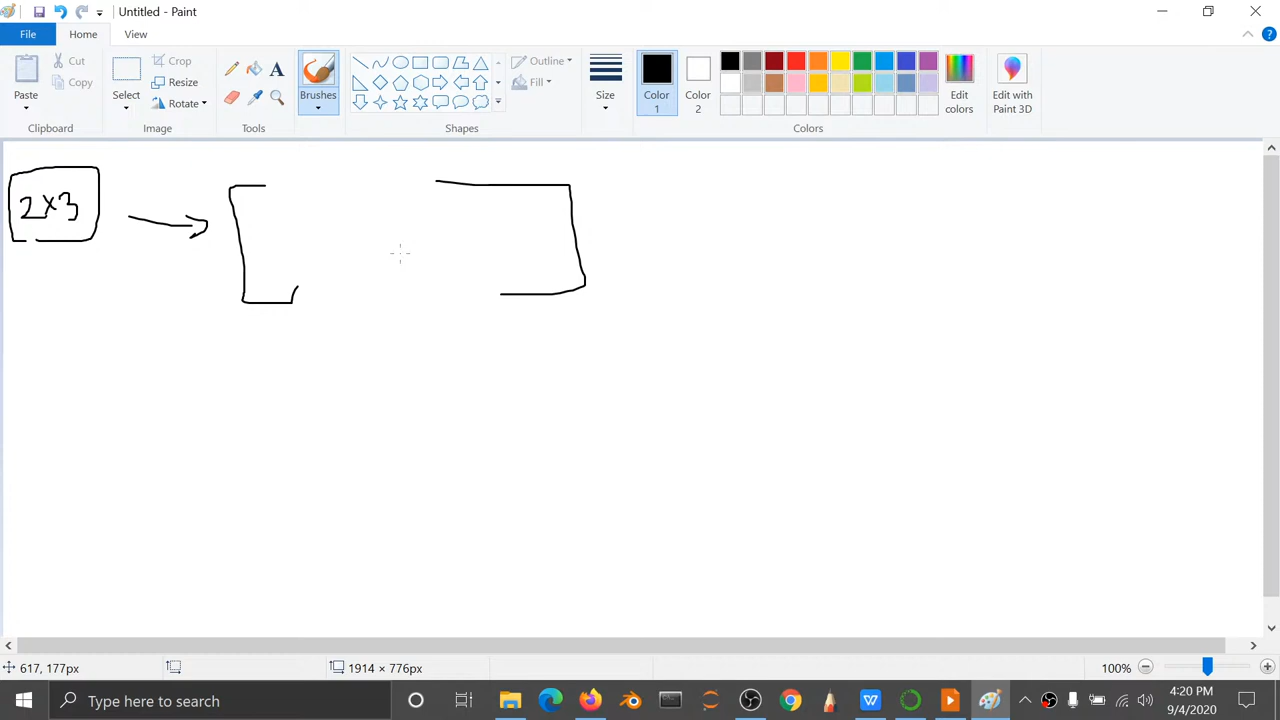 Untitled - Paint
File
Home
View
Paste
Cut
Copy
Clipboard
Select
Crop
Resize
Rotate
Image
Tools
Brushes
Shapes
Outline
Fill
Size
Color 1
Color 2
Edit colors
Colors
Edit with Paint 3D
2x3
617, 177px
1914 × 776px
100%
Type here to search
4:20 PM
9/4/2020